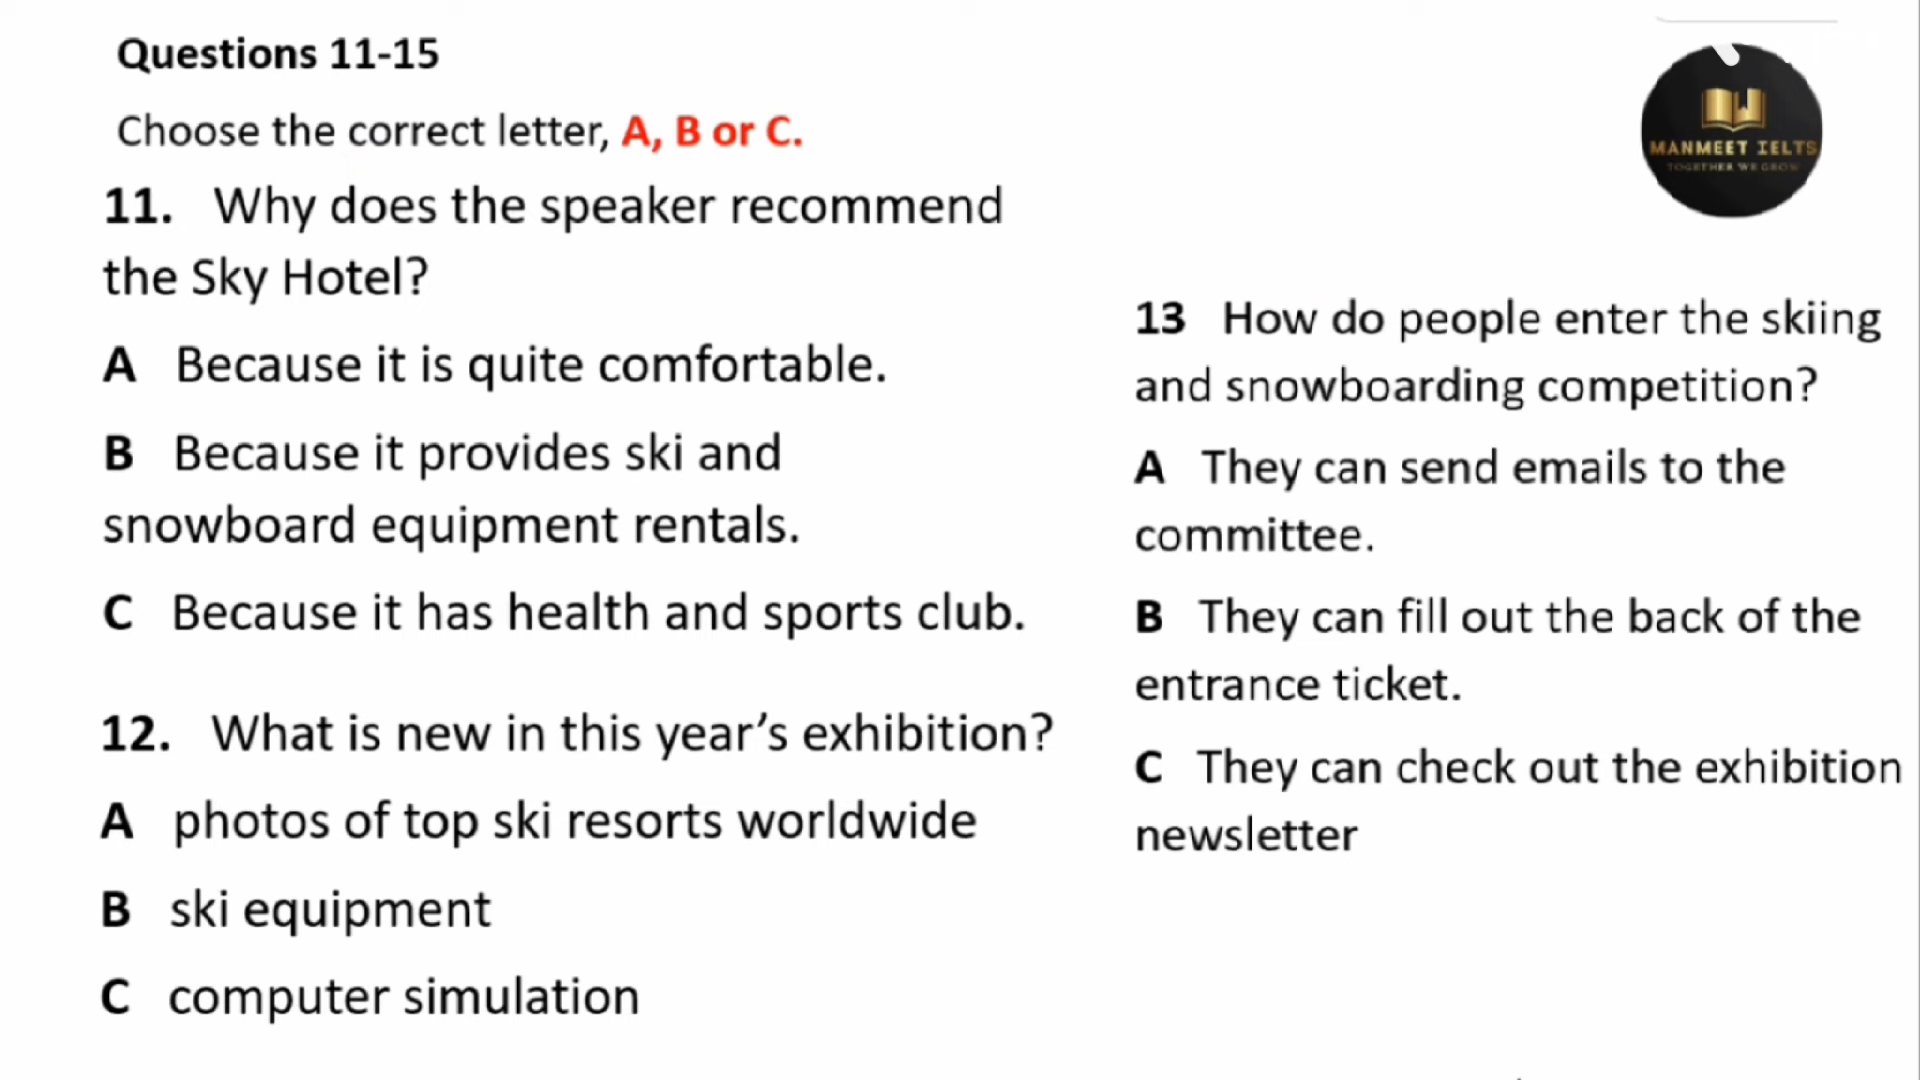 Questions 11-15
Choose the correct letter, A, B or C.
11. Why does the speaker recommend
the Sky Hotel?
A Because it is quite comfortable.
B Because it provides ski and
snowboard equipment rentals.
C Because it has health and sports club.
12. What is new in this year’s exhibition?
A photos of top ski resorts worldwide
B ski equipment
C computer simulation
MANMEET IELTS
TOGETHER WE GROW
13 How do people enter the skiing
and snowboarding competition?
A They can send emails to the
committee.
B They can fill out the back of the
entrance ticket.
C They can check out the exhibition
newsletter